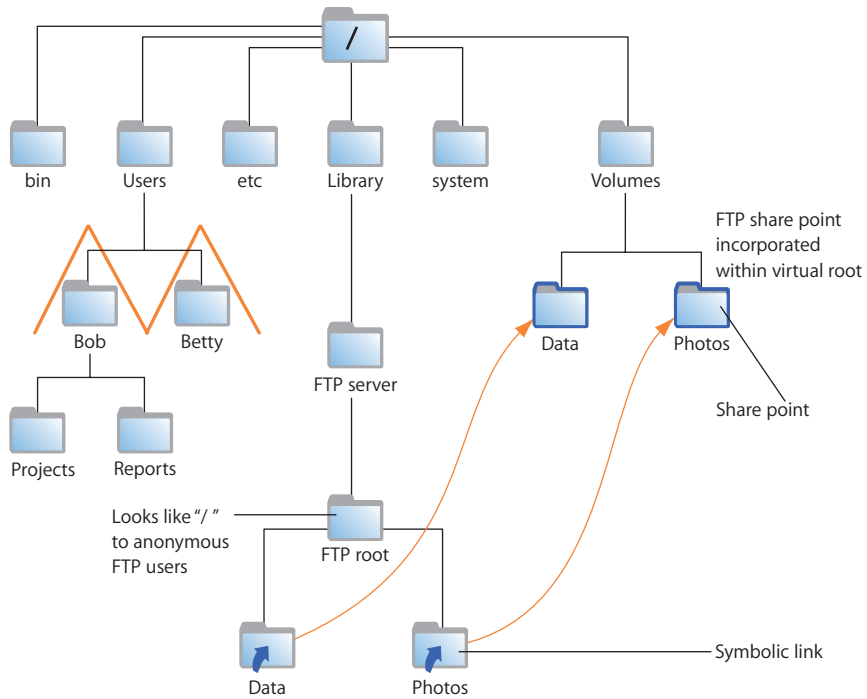 /
bin
Users
etc
Library
system
Volumes
FTP share point
incorporated
within virtual root
Bob
Betty
Data
Photos
FTP server
Share point
Projects
Reports
Looks like “/ ”
to anonymous
FTP users
FTP root
Symbolic link
Data
Photos